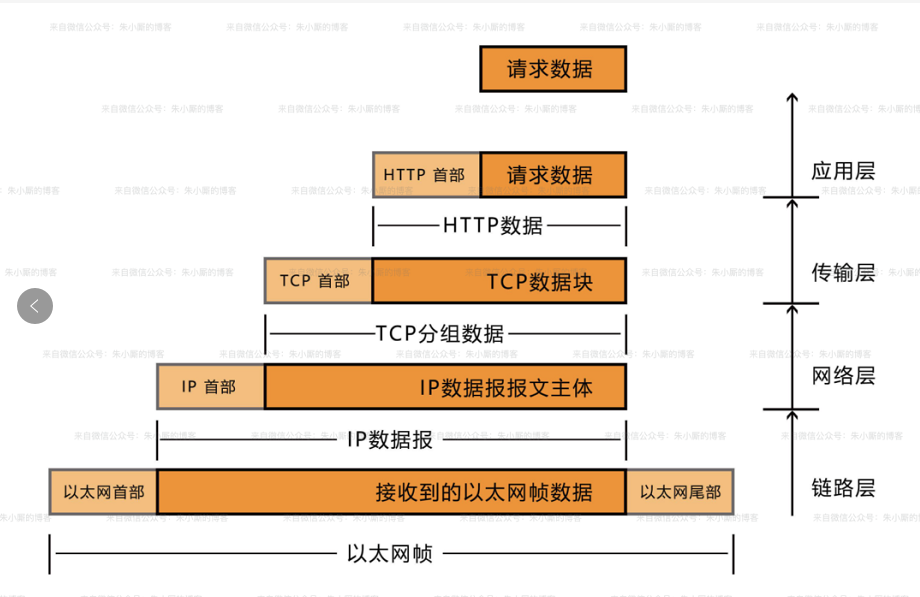 来自微信公众号：朱小厮的博客
请求数据
HTTP 首部 请求数据
应用层
HTTP数据
TCP 首部 TCP数据块
传输层
TCP分组数据
IP 首部 IP数据报报文主体
网络层
IP数据报
以太网首部 接收到的以太网帧数据 以太网尾部
链路层
以太网帧